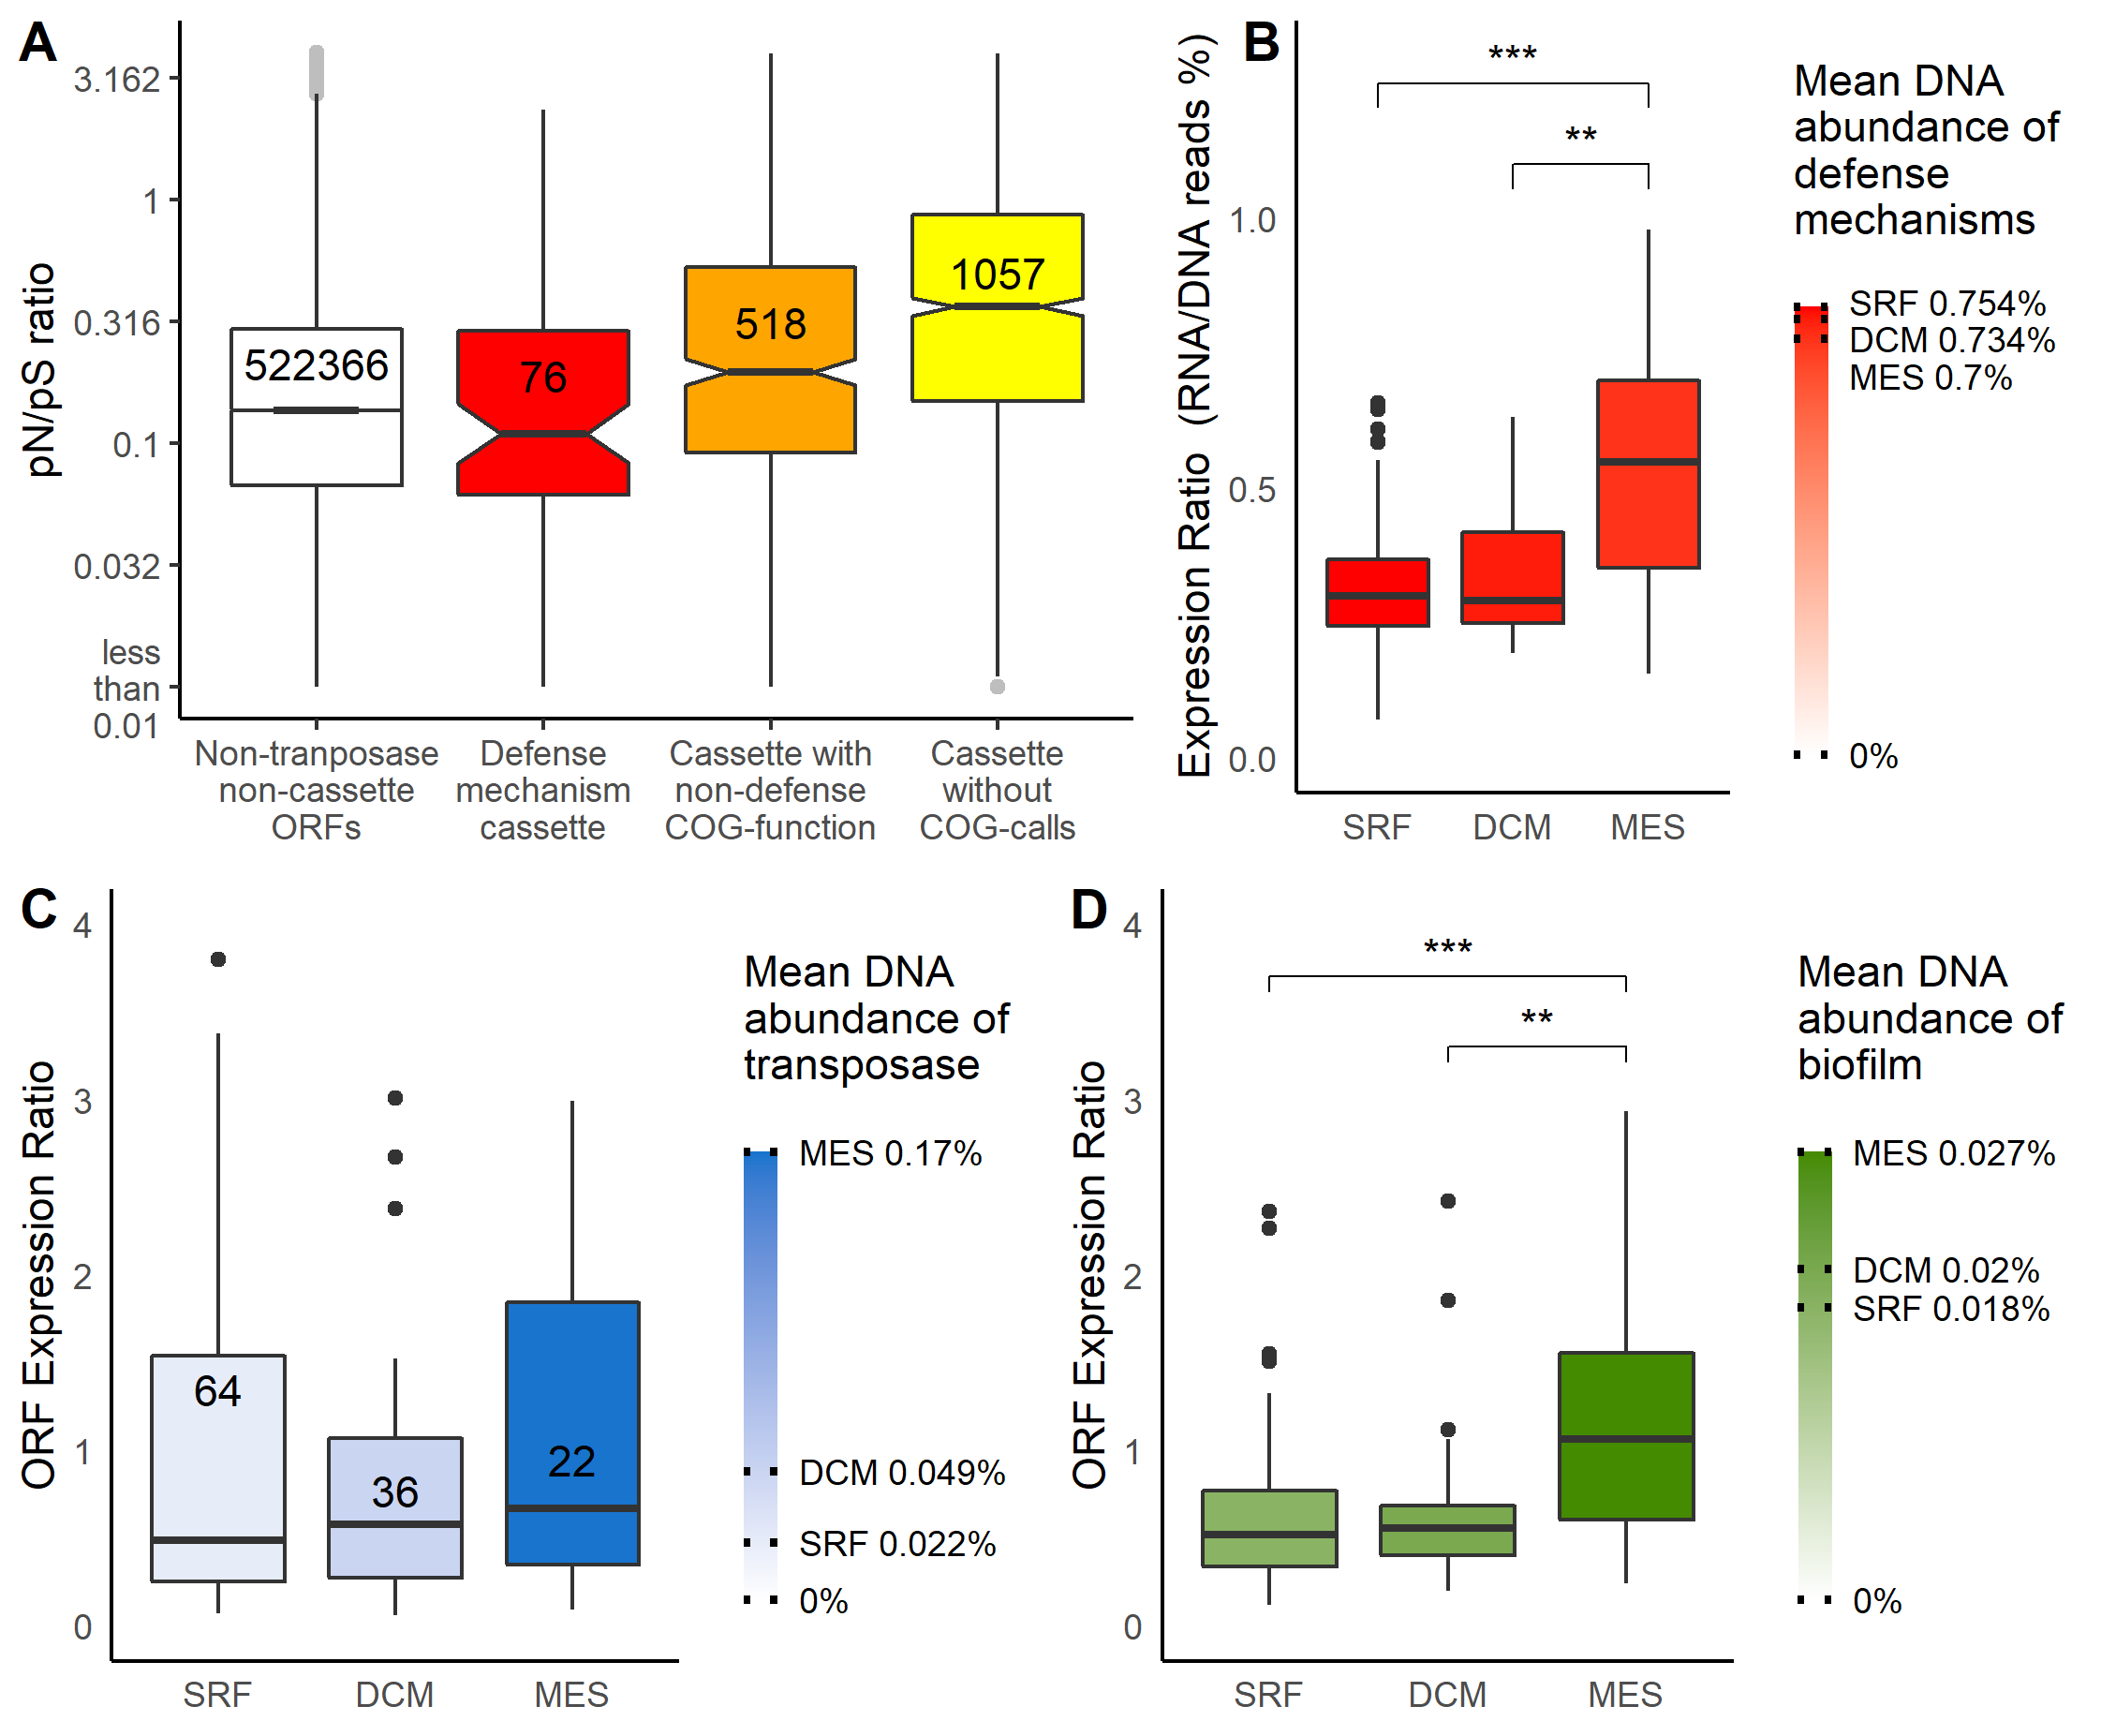 A
pN/pS ratio
3.162
1
0.316
0.1
0.032
less
than
0.01
522366
76
518
1057
Non-tranposase
non-cassette
ORFs
Defense
mechanism
cassette
Cassette with
non-defense
COG-function
Cassette
without
COG-calls
B
Expression Ratio (RNA/DNA reads %)
1.0
0.5
0.0
***
**
SRF
DCM
MES
Mean DNA
abundance of
defense
mechanisms
SRF 0.754%
DCM 0.734%
MES 0.7%
0%
C
ORF Expression Ratio
4
3
2
1
0
64
36
22
SRF
DCM
MES
Mean DNA
abundance of
transposase
MES 0.17%
DCM 0.049%
SRF 0.022%
0%
D
ORF Expression Ratio
4
3
2
1
0
***
**
SRF
DCM
MES
Mean DNA
abundance of
biofilm
MES 0.027%
DCM 0.02%
SRF 0.018%
0%